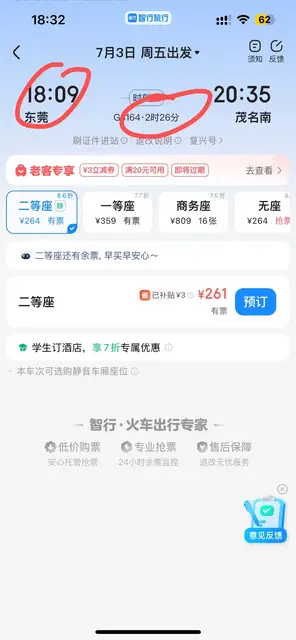 18:32
智行旅行
62
7月3日 周五出发
须知
反馈
18:09
20:35
东莞
164·2时26分
茂名南
刷证件进站
退改说明
复兴号
老客专享
¥3立减券
满20元可用
即将过期
去查看
8.6折
二等座
静
¥264 有票
7.7折
一等座
¥359 有票
7.5折
商务座
¥809 16张
无座
¥264 抢票
二等座还有余票, 早买早安心~
二等座
省 已补贴¥3
¥261
有票
预订
学生订酒店, 享7折专属优惠
本车次可选购静音车厢座位
智行·火车出行专家
低价购票
专业抢票
售后保障
安心托管抢票
24小时余票监控
退改无忧服务
意见反馈